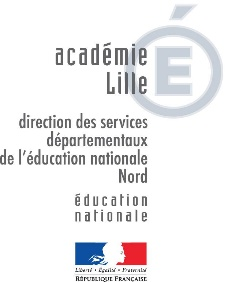 académie
Lille
É
direction des services
départementaux
de l'éducation nationale
Nord
éducation
nationale
Liberté • Égalité • Fraternité
RÉPUBLIQUE FRANÇAISE